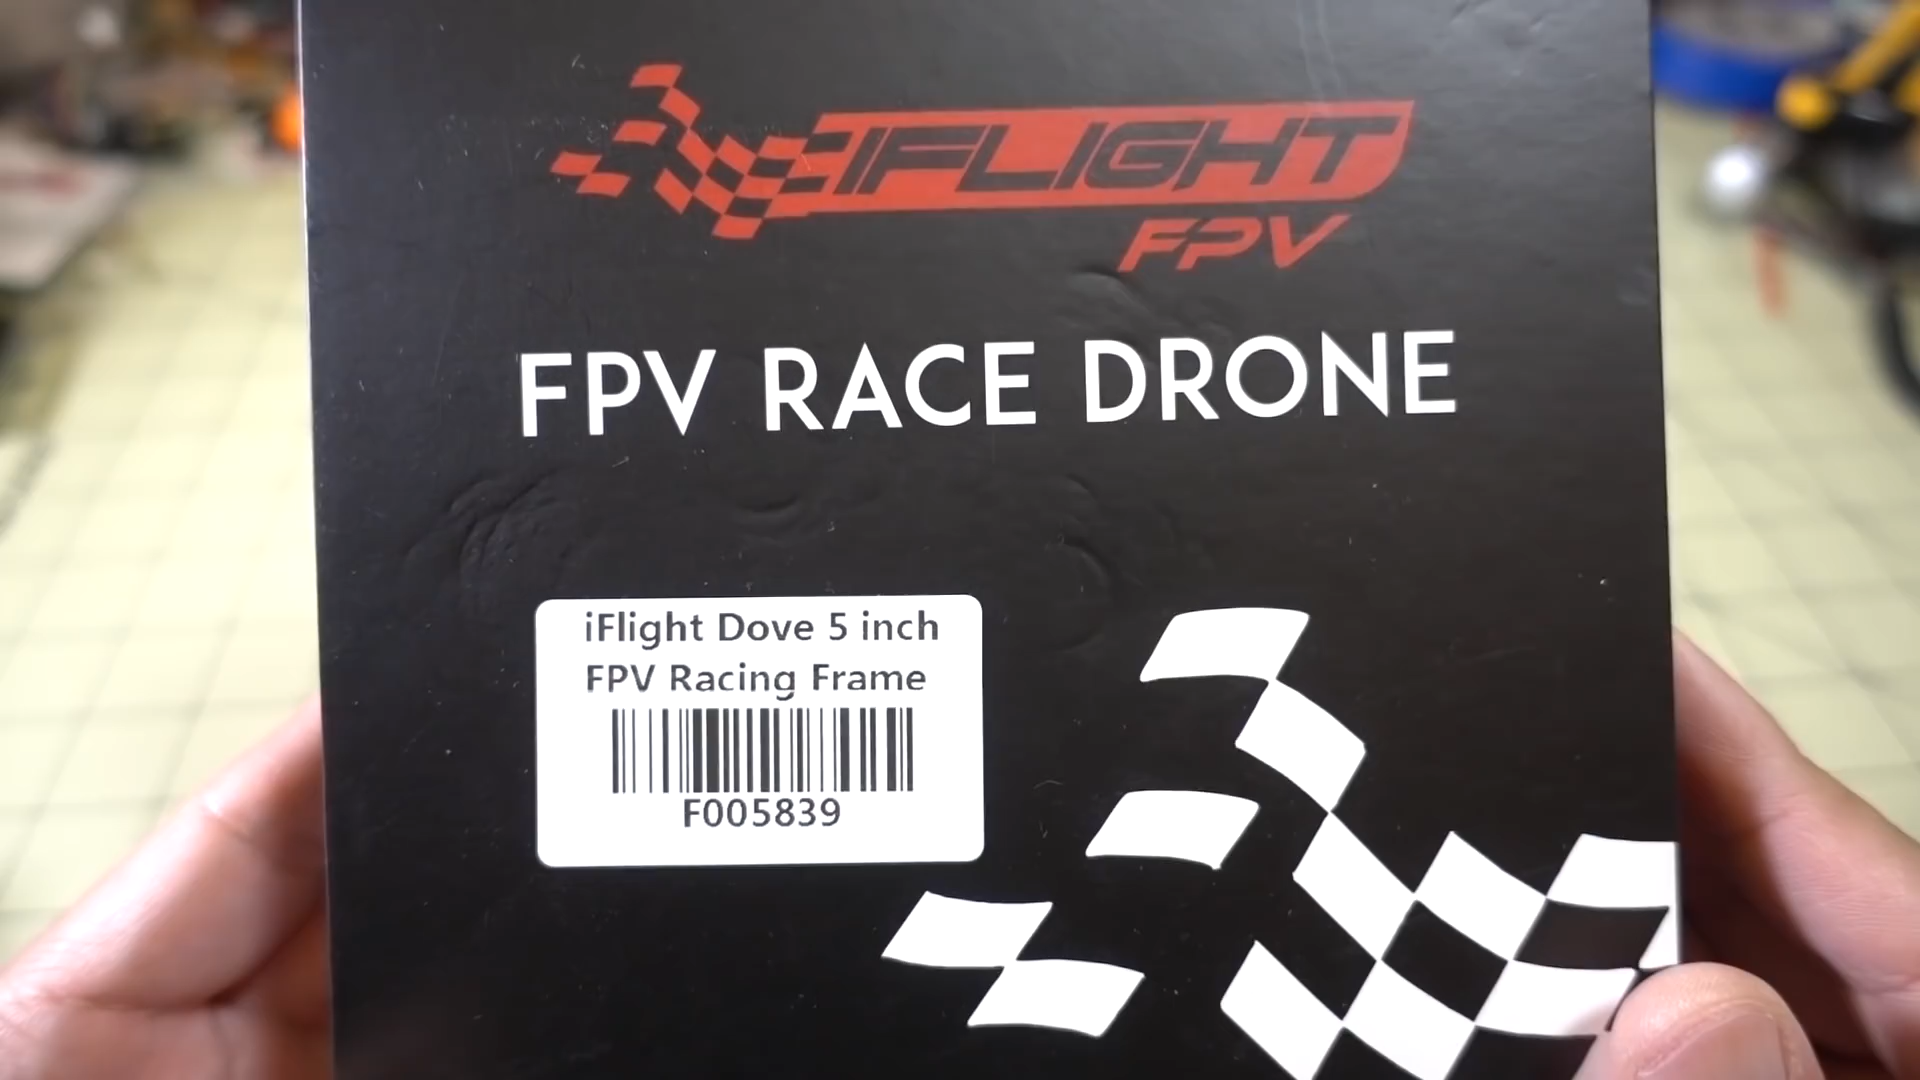 IFLIGHT
FPV
FPV RACE DRONE
iFlight Dove 5 inch
FPV Racing Frame
F005839